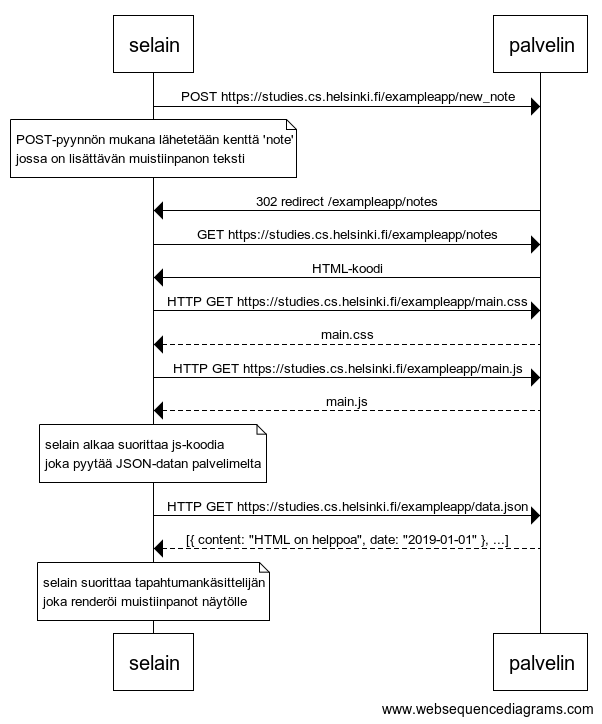 selain
palvelin
POST https://studies.cs.helsinki.fi/exampleapp/new_note
POST-pyynnön mukana lähetetään kenttä 'note'
jossa on lisättävän muistiinpanon teksti
302 redirect /exampleapp/notes
GET https://studies.cs.helsinki.fi/exampleapp/notes
HTML-koodi
HTTP GET https://studies.cs.helsinki.fi/exampleapp/main.css
main.css
HTTP GET https://studies.cs.helsinki.fi/exampleapp/main.js
main.js
selain alkaa suorittaa js-koodia
joka pyytää JSON-datan palvelimelta
HTTP GET https://studies.cs.helsinki.fi/exampleapp/data.json
[{ content: "HTML on helppoa", date: "2019-01-01" }, ...]
selain suorittaa tapahtumankäsittelijän
joka renderöi muistiinpanot näytölle
selain
palvelin
www.websequencediagrams.com